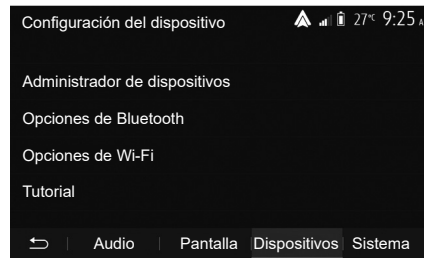 Configuración del dispositivo 27°C 9:25 A
Administrador de dispositivos
Opciones de Bluetooth
Opciones de Wi-Fi
Tutorial
Audio Pantalla Dispositivos Sistema